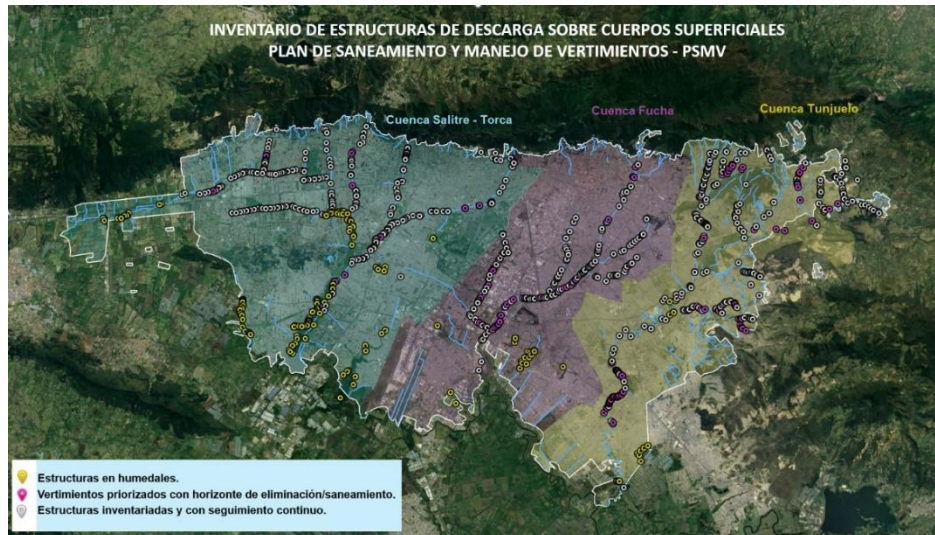 INVENTARIO DE ESTRUCTURAS DE DESCARGA SOBRE CUERPOS SUPERFICIALES
PLAN DE SANEAMIENTO Y MANEJO DE VERTIMIENTOS - PSMV
Cuenca Salitre - Torca
Cuenca Fucha
Cuenca Tunjuelo
Estructuras en humedales.
Vertimientos priorizados con horizonte de eliminación/saneamiento.
Estructuras inventariadas y con seguimiento continuo.